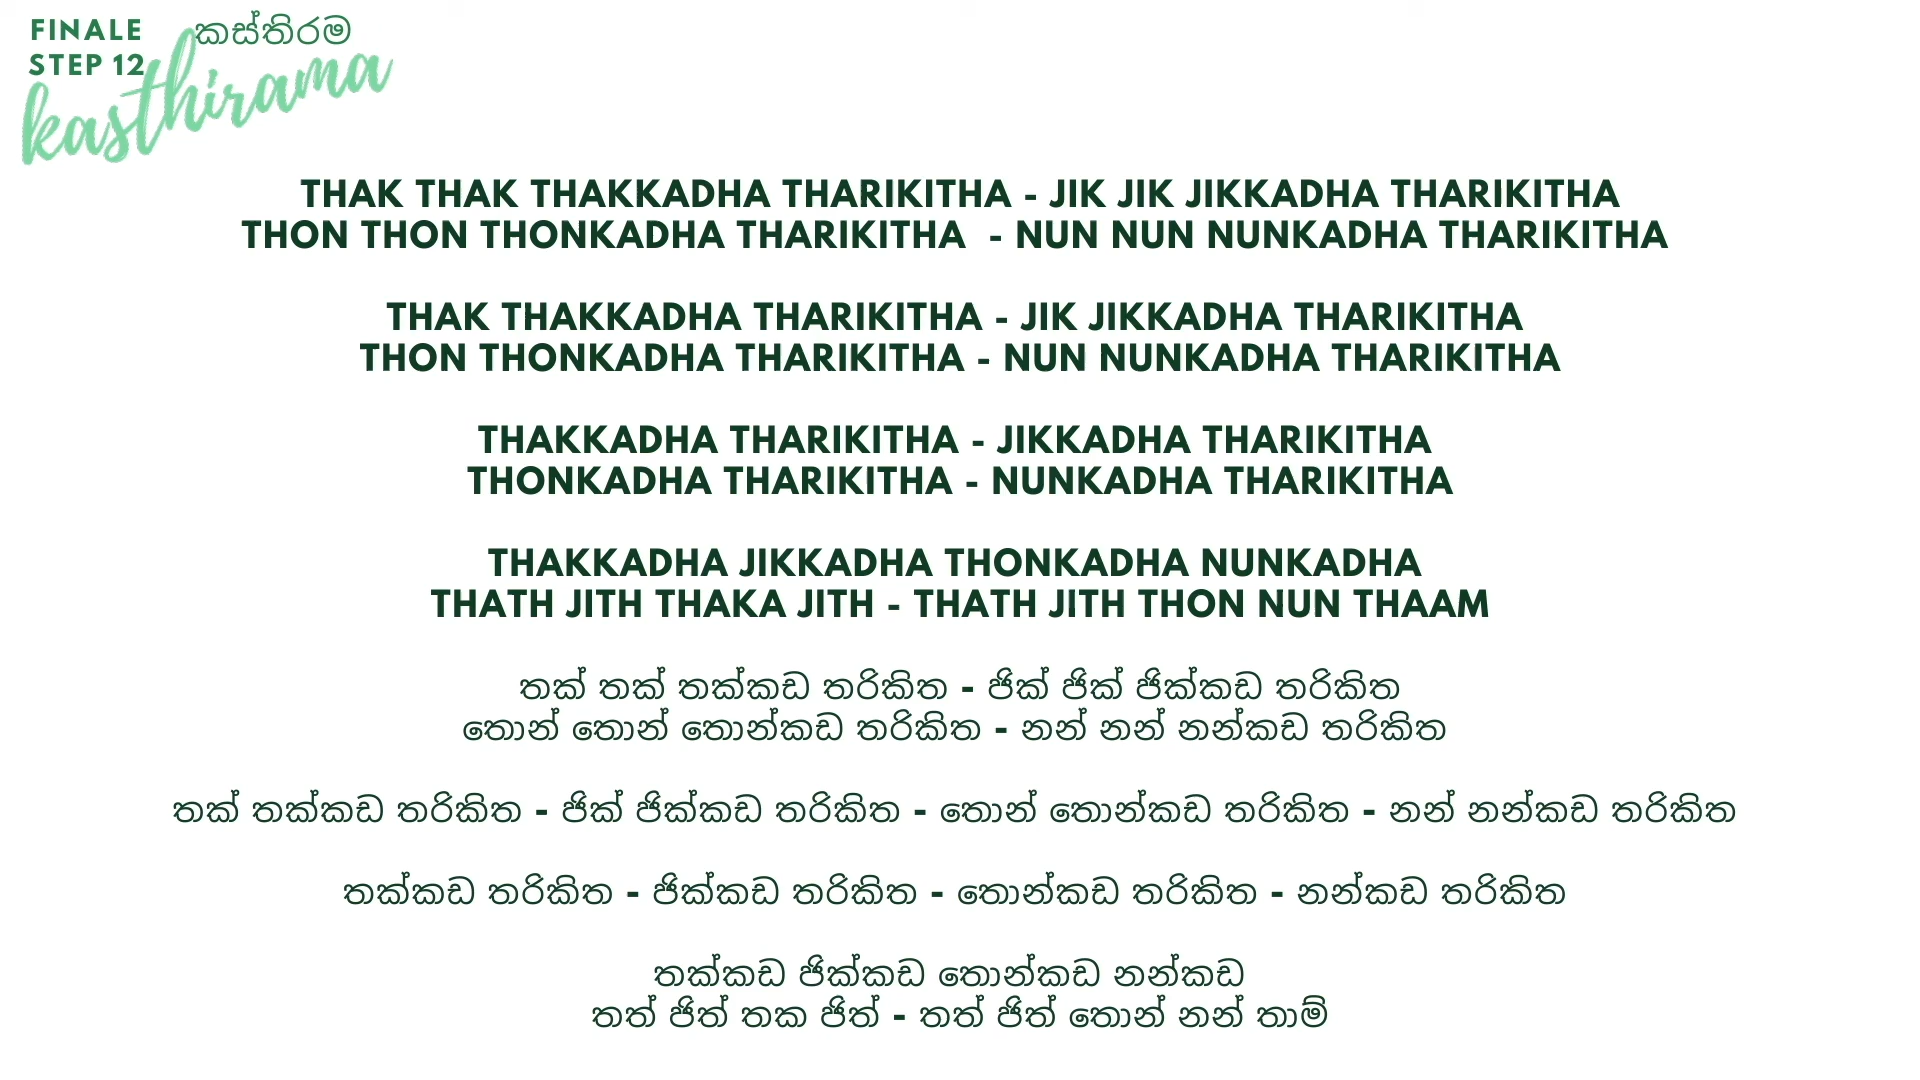 FINALE
STEP 12
කස්තිරම
kasthirama
THAK THAK THAKKADHA THARIKITHA - JIK JIK JIKKADHA THARIKITHA
THON THON THONKADHA THARIKITHA - NUN NUN NUNKADHA THARIKITHA
THAK THAKKADHA THARIKITHA - JIK JIKKADHA THARIKITHA
THON THONKADHA THARIKITHA - NUN NUNKADHA THARIKITHA
THAKKADHA THARIKITHA - JIKKADHA THARIKITHA
THONKADHA THARIKITHA - NUNKADHA THARIKITHA
THAKKADHA JIKKADHA THONKADHA NUNKADHA
THATH JITH THAKA JITH - THATH JITH THON NUN THAAM
තක් තක් තක්කඩ තරිකිත - ජික් ජික් ජික්කඩ තරිකිත
තොන් තොන් තොන්කඩ තරිකිත - නන් නන් නන්කඩ තරිකිත
තක් තක්කඩ තරිකිත - ජික් ජික්කඩ තරිකිත - තොන් තොන්කඩ තරිකිත - නන් නන්කඩ තරිකිත
තක්කඩ තරිකිත - ජික්කඩ තරිකිත - තොන්කඩ තරිකිත - නන්කඩ තරිකිත
තක්කඩ ජික්කඩ තොන්කඩ නන්කඩ
තත් ජිත් තක ජිත් - තත් ජිත් තොන් නන් තාම්